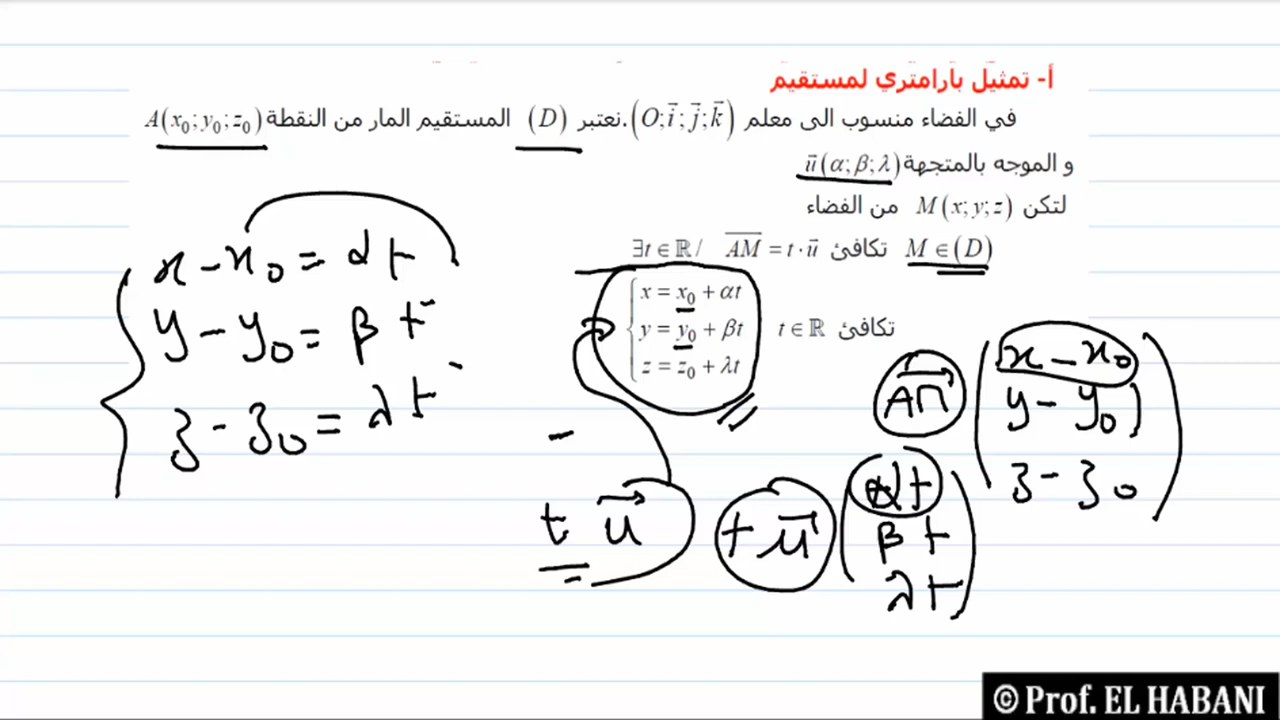 أ- تمثيل بارامتري لمستقيم
في الفضاء منسوب الى معلم (O;i⃗;j⃗;k⃗).نعتبر (D) المستقيم المار من النقطة A(x₀;y₀;z₀)
و الموجه بالمتجهة u⃗(α;β;λ)
لتكن M(x;y;z) من الفضاء
M∈(D) تكافئ ∃t∈ℝ/ AM = t·u⃗
تكافئ t∈ℝ
x = x₀ + αt
y = y₀ + βt
z = z₀ + λt
x - x₀ = αt
y - y₀ = βt
z - z₀ = λt
AM⃗
x - x₀
y - y₀
z - z₀
t u⃗
t u⃗
αt
βt
λt
© Prof. EL HABANI